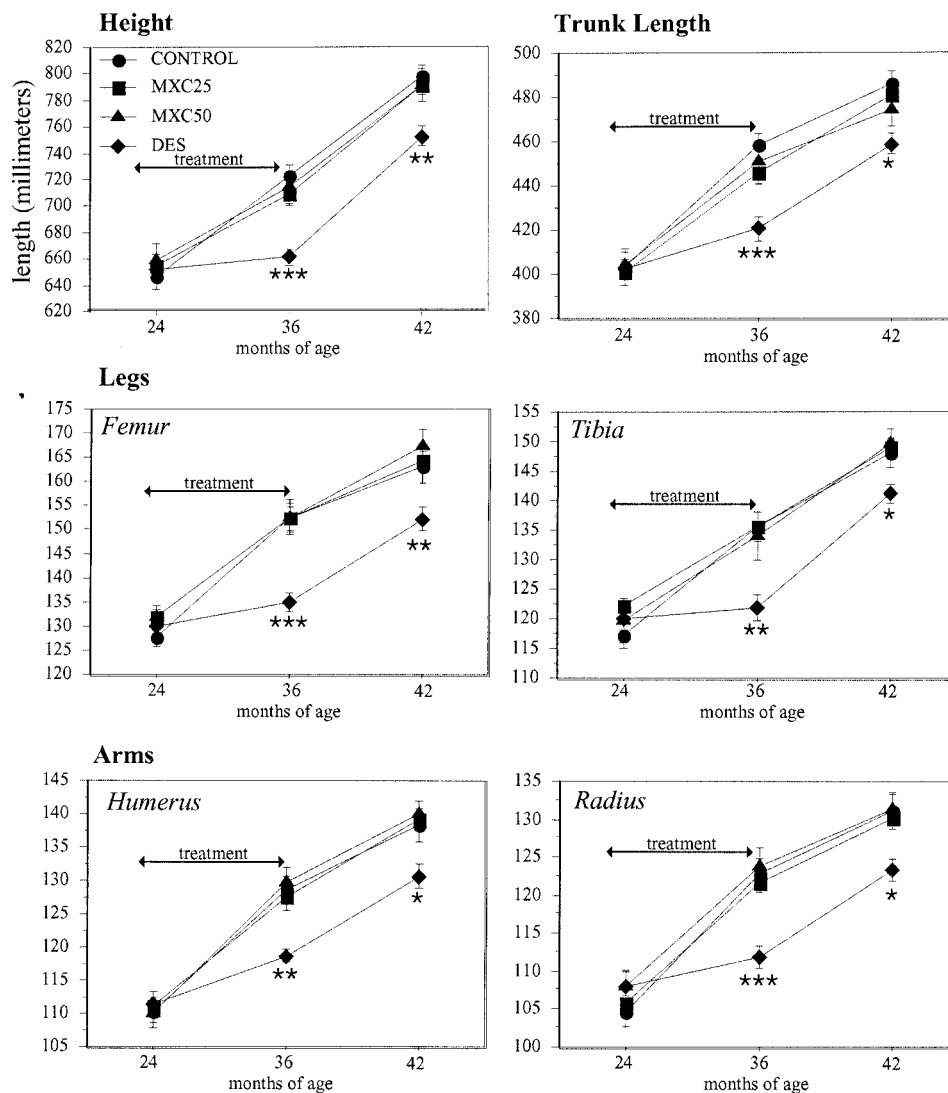 Height
length (millimeters)
820
800
780
760
740
720
700
680
660
640
620
CONTROL
MXC25
MXC50
DES
treatment
***
**
24 36 42
months of age
Trunk Length
500
480
460
440
420
400
380
treatment
***
*
24 36 42
months of age
Legs
Femur
175
170
165
160
155
150
145
140
135
130
125
120
treatment
***
**
24 36 42
months of age
Tibia
155
150
145
140
135
130
125
120
115
110
treatment
**
*
24 36 42
months of age
Arms
Humerus
145
140
135
130
125
120
115
110
105
treatment
**
*
24 36 42
months of age
Radius
135
130
125
120
115
110
105
100
treatment
***
*
24 36 42
months of age